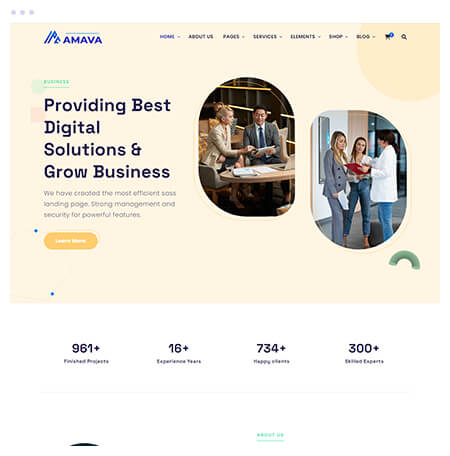 AMAVA
HOME ABOUT US PAGES SERVICES ELEMENTS SHOP BLOG
BUSINESS
Providing Best
Digital
Solutions &
Grow Business
We have created the most efficient sass
landing page. Strong management and
security for powerful features.
Learn More
961+ 16+ 734+ 300+
Finished Projects Experience Years Happy clients Skilled Experts
ABOUT US